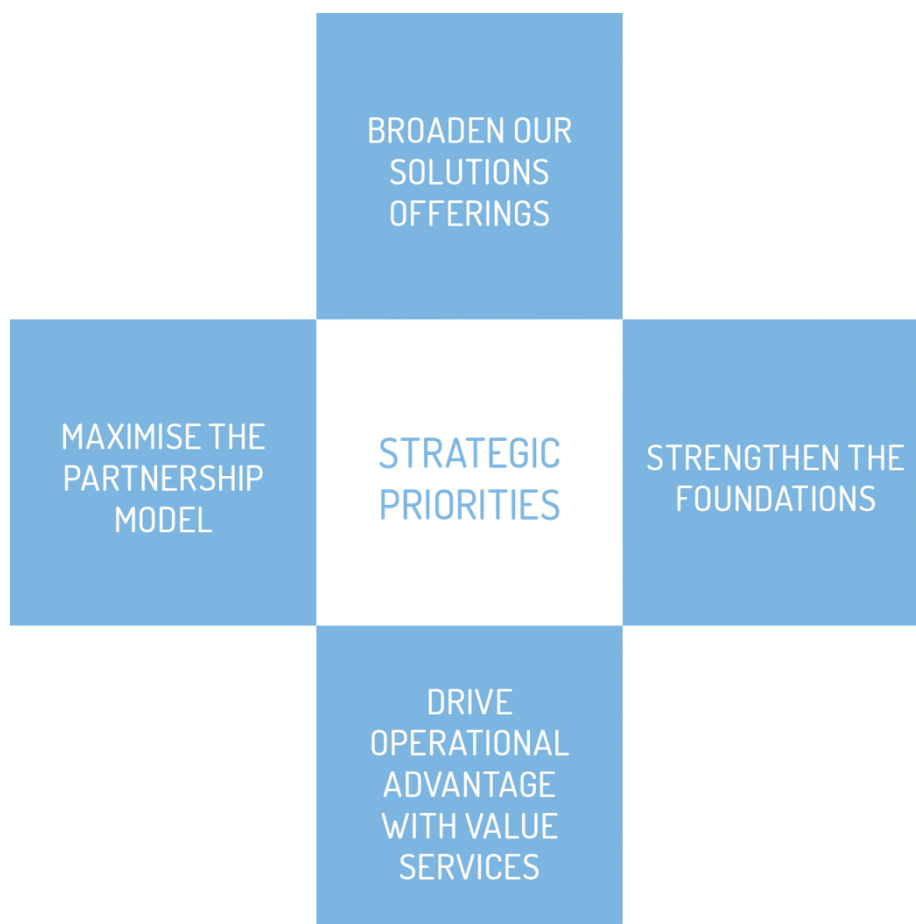 BROADEN OUR
SOLUTIONS
OFFERINGS
MAXIMISE THE
PARTNERSHIP
MODEL
STRATEGIC
PRIORITIES
STRENGTHEN THE
FOUNDATIONS
DRIVE
OPERATIONAL
ADVANTAGE
WITH VALUE
SERVICES